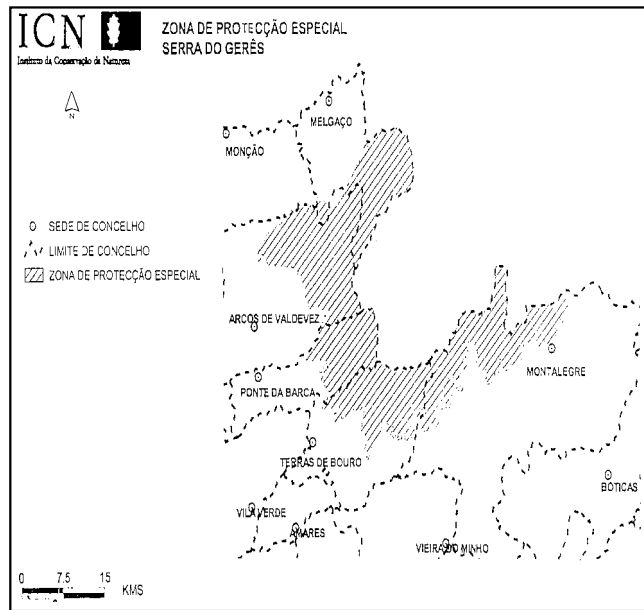 ICN
Instituto da Conservação da Natureza
ZONA DE PROTECÇÃO ESPECIAL
SERRA DO GERÊS
N
MELGAÇO
MONÇÃO
SEDE DE CONCELHO
LIMITE DE CONCELHO
ZONA DE PROTECÇÃO ESPECIAL
ARCOS DE VALDEVEZ
MONTALEGRE
PONTE DA BARCA
TERRAS DE BOURO
BOTICAS
VILA VERDE
AMARES
VIEIRA DO MINHO
0 7.5 15 KMS